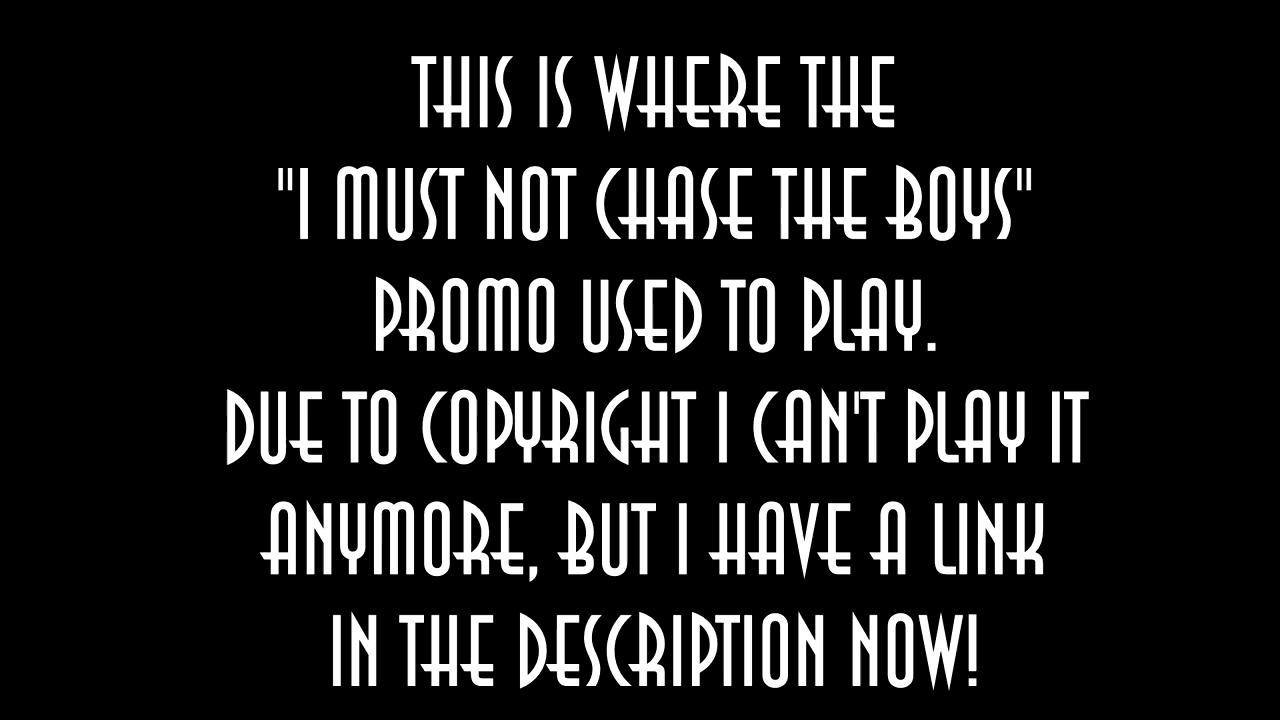 THIS IS WHERE THE
"I MUST NOT CHASE THE BOYS"
PROMO USED TO PLAY.
DUE TO COPYRIGHT I CAN'T PLAY IT
ANYMORE, BUT I HAVE A LINK
IN THE DESCRIPTION NOW!